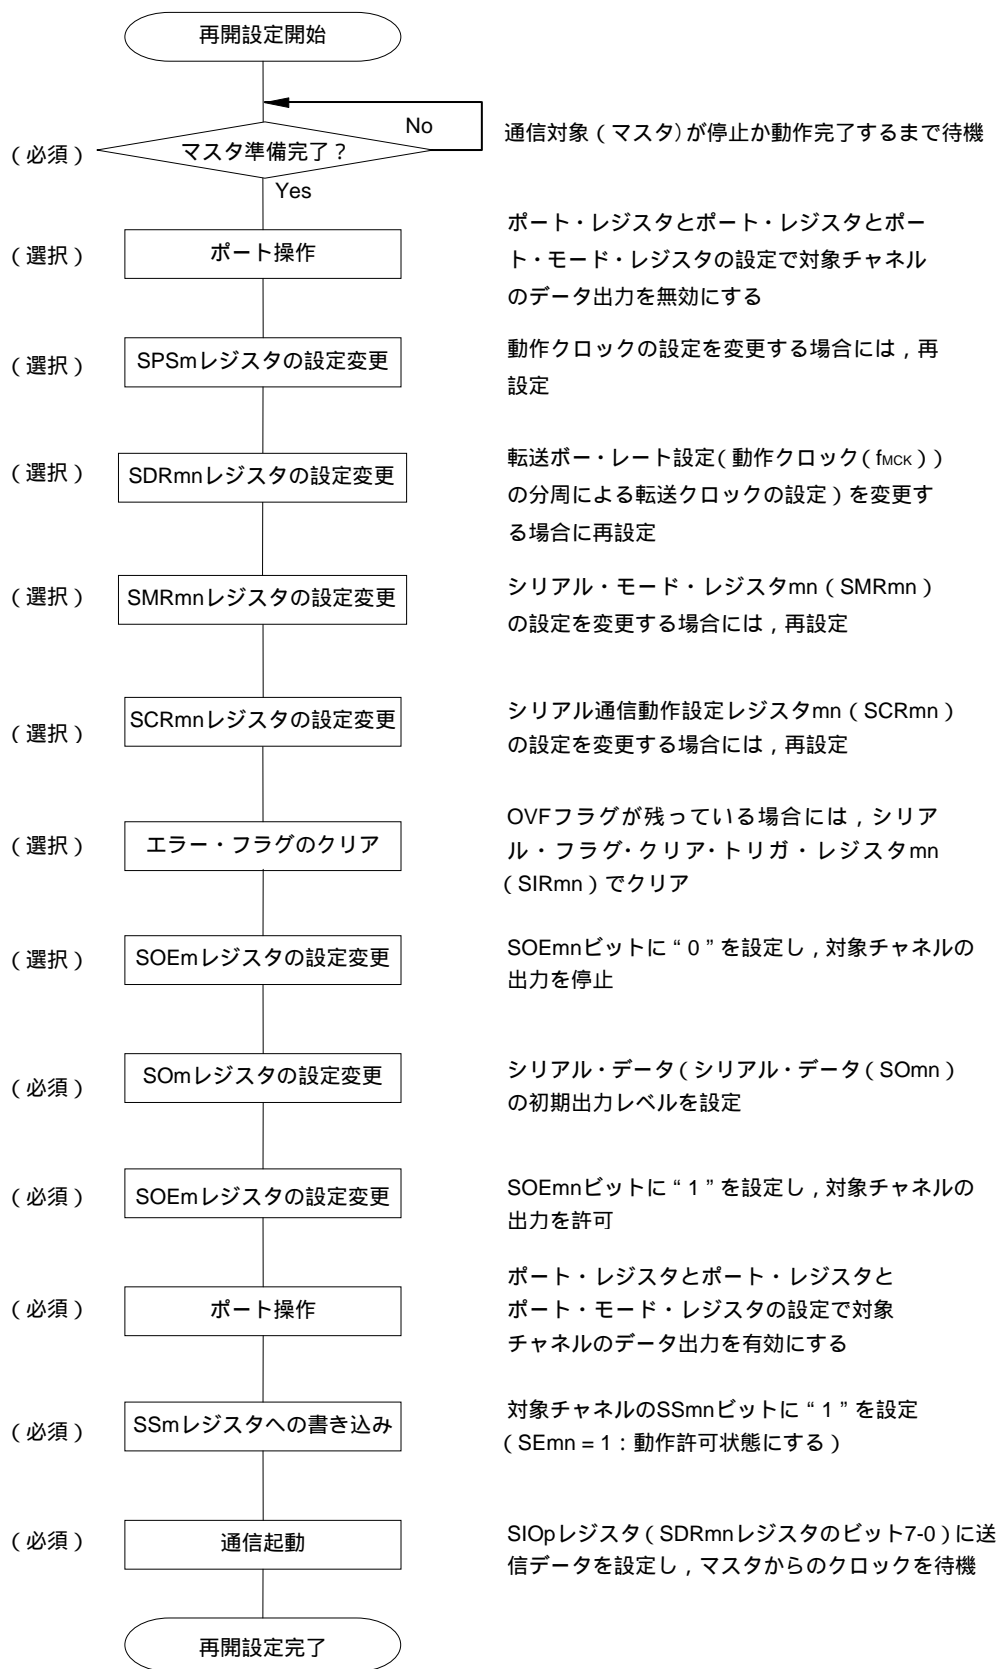 再開設定開始
No
通信対象(マスタ)が停止か動作完了するまで待機
(必須)
マスタ準備完了?
Yes
(選択)
ポート操作
ポート・レジスタとポート・レジスタとポー
ト・モード・レジスタの設定で対象チャネル
のデータ出力を無効にする
(選択)
SPSmレジスタの設定変更
動作クロックの設定を変更する場合には,再
設定
(選択)
SDRmnレジスタの設定変更
転送ボー・レート設定(動作クロック(fMCK))
の分周による転送クロックの設定)を変更す
る場合に再設定
(選択)
SMRmnレジスタの設定変更
シリアル・モード・レジスタmn(SMRmn)
の設定を変更する場合には,再設定
(選択)
SCRmnレジスタの設定変更
シリアル通信動作設定レジスタmn(SCRmn)
の設定を変更する場合には,再設定
(選択)
エラー・フラグのクリア
OVFフラグが残っている場合には,シリア
ル・フラグ・クリア・トリガ・レジスタmn
(SIRmn)でクリア
(選択)
SOEmレジスタの設定変更
SOEmnビットに“0”を設定し,対象チャネルの
出力を停止
(必須)
SOmレジスタの設定変更
シリアル・データ(シリアル・データ(SOmn)
の初期出力レベルを設定
(必須)
SOEmレジスタの設定変更
SOEmnビットに“1”を設定し,対象チャネルの
出力を許可
(必須)
ポート操作
ポート・レジスタとポート・レジスタと
ポート・モード・レジスタの設定で対象
チャネルのデータ出力を有効にする
(必須)
SSmレジスタへの書き込み
対象チャネルのSSmnビットに“1”を設定
(SEmn = 1:動作許可状態にする)
(必須)
通信起動
SIOpレジスタ(SDRmnレジスタのビット7-0)に送
信データを設定し,マスタからのクロックを待機
再開設定完了